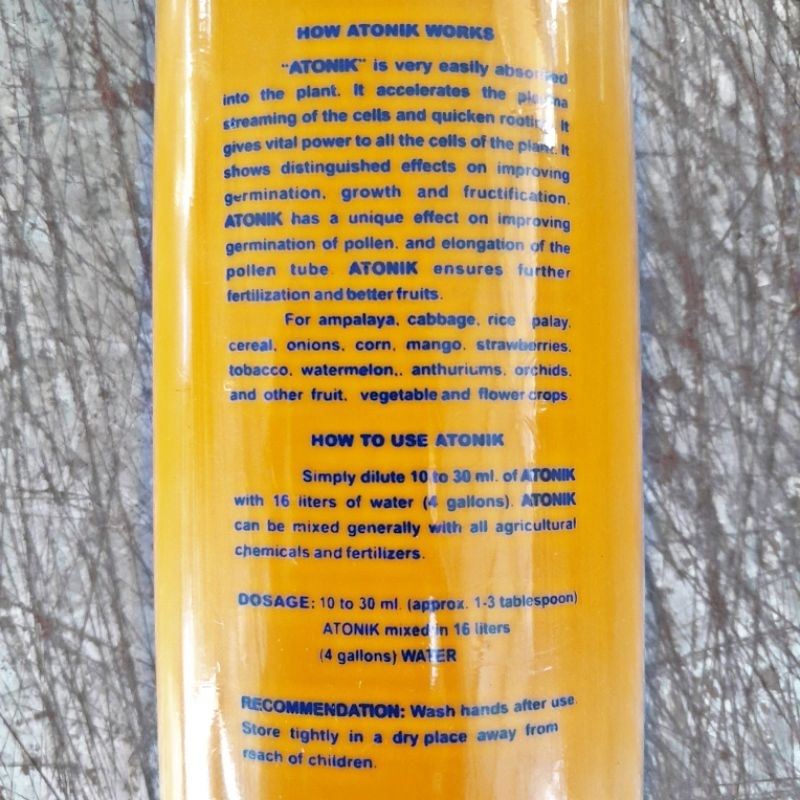 HOW ATONIK WORKS
"ATONIK" is very easily absorbed
into the plant. It accelerates the plasma
streaming of the cells and quicken rooting. It
gives vital power to all the cells of the plant. It
shows distinguished effects on improving
germination, growth and fructification.
ATONIK has a unique effect on improving
germination of pollen, and elongation of the
pollen tube. ATONIK ensures further
fertilization and better fruits.
For ampalaya, cabbage, rice palay,
cereal, onions, corn, mango, strawberries,
tobacco, watermelon,, anthuriums, orchids,
and other fruit, vegetable and flower crops.
HOW TO USE ATONIK
Simply dilute 10 to 30 ml. of ATONIK
with 16 liters of water (4 gallons). ATONIK
can be mixed generally with all agricultural
chemicals and fertilizers.
DOSAGE: 10 to 30 ml. (approx. 1-3 tablespoon)
ATONIK mixed in 16 liters
(4 gallons) WATER
RECOMMENDATION: Wash hands after use.
Store tightly in a dry place away from
reach of children.